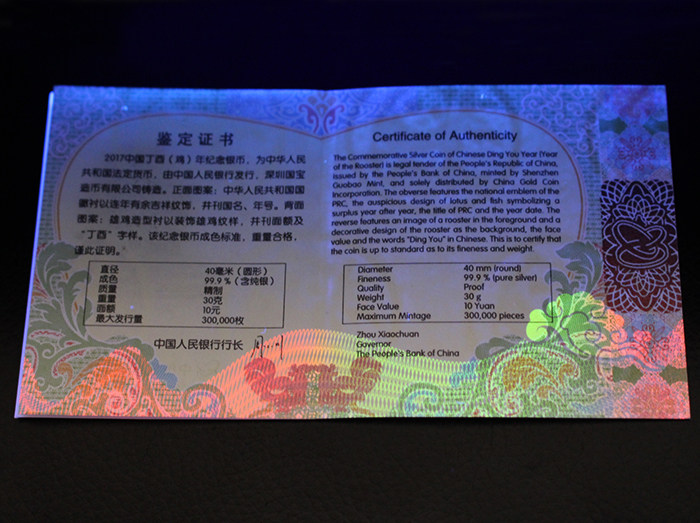 鉴定证书
2017中国丁酉（鸡）年纪念银币，为中华人民
共和国法定货币，由中国人民银行发行，深圳国宝
造币有限公司铸造。正面图案：中华人民共和国国
徽衬以连年有余吉祥纹饰，并刊国名、年号。背面
图案：雄鸡造型衬以装饰雄鸡纹样，并刊面额及
“丁酉”字样。该纪念银币成色标准，重量合格，
谨此证明。
直径 40毫米（圆形）
成色 99.9％（含纯银）
质量 精制
重量 30克
面额 10元
最大发行量 300,000枚
中国人民银行行长
Certificate of Authenticity
The Commemorative Silver Coin of Chinese Ding You Year (Year
of the Rooster) is legal tender of the People's Republic of China,
issued by the People's Bank of China, minted by Shenzhen
Guobao Mint, and solely distributed by China Gold Coin
Incorporation. The obverse features the national emblem of the
PRC, the auspicious design of lotus and fish symbolizing a
surplus year after year, the title of PRC and the year date. The
reverse features an image of a rooster in the foreground and a
decorative design of the rooster as the background, the face
value and the words "Ding You" in Chinese. This is to certify that
the coin is up to standard as to its fineness and weight.
Diameter 40 mm (round)
Fineness 99.9 % (pure silver)
Quality Proof
Weight 30 g
Face Value 10 Yuan
Maximum Mintage 300,000 pieces
Zhou Xiaochuan
Governor
The People's Bank of China